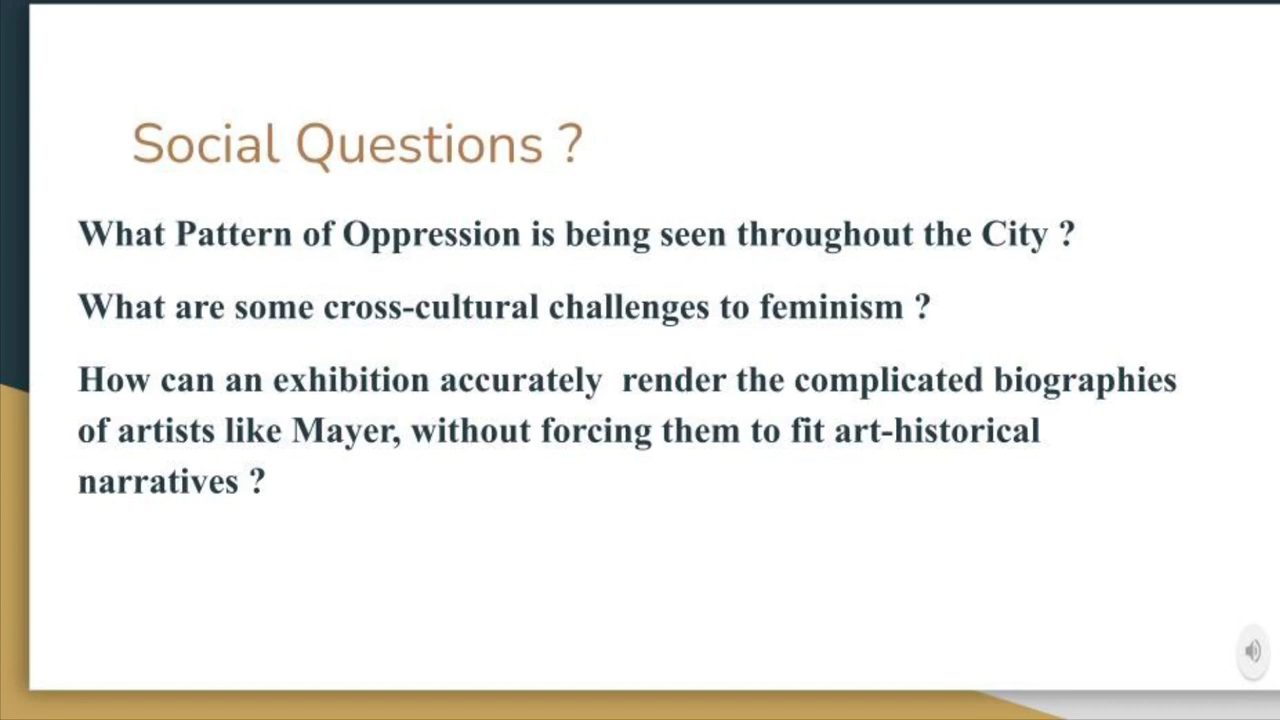 Social Questions ?
What Pattern of Oppression is being seen throughout the City ?
What are some cross-cultural challenges to feminism ?
How can an exhibition accurately  render the complicated biographies
of artists like Mayer, without forcing them to fit art-historical
narratives ?